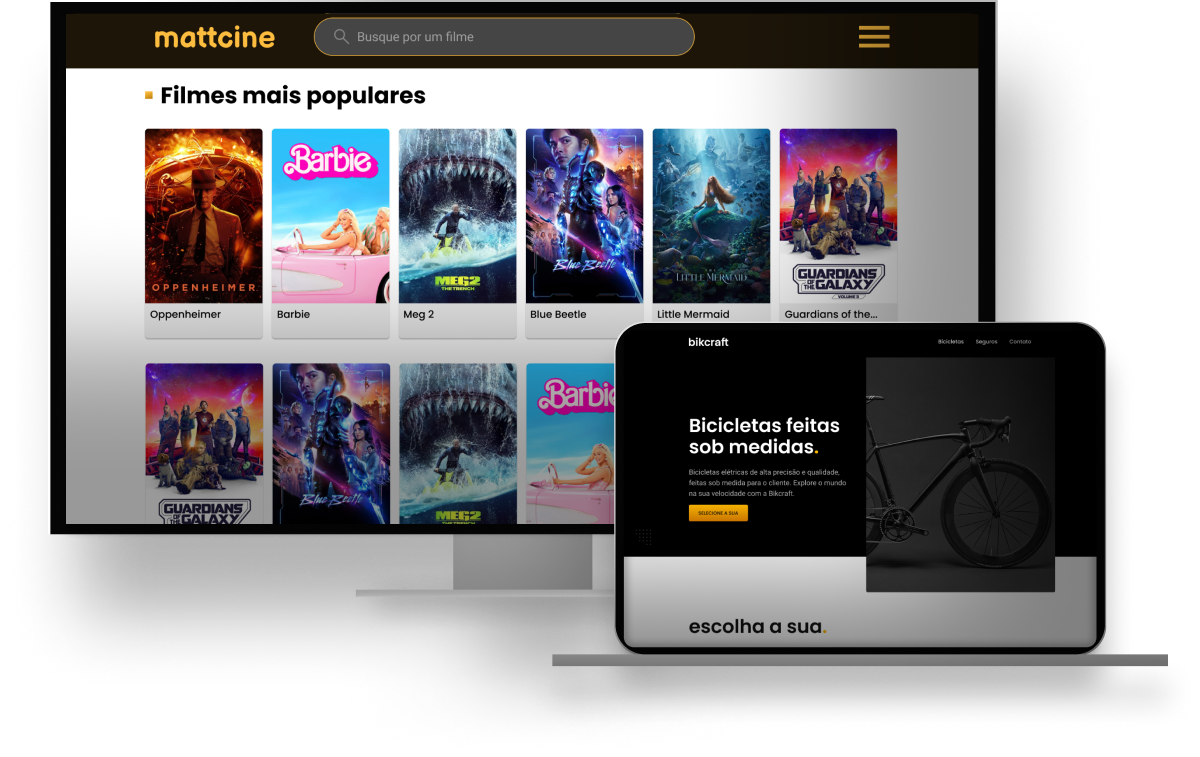 mattcine
Busque por um filme
Filmes mais populares
OPPENHEIMER
Barbie
MEG2
THE TRENCH
Blue Beetle
THE LITTLE MERMAID
GUARDIANS
OF THE GALAXY
VOLUME 3
Oppenheimer
Barbie
Meg 2
Blue Beetle
Little Mermaid
Guardians of the...
GUARDIANS
OF THE GALAXY
Blue Beetle
MEG2
THE TRENCH
Barbie
bikcraft
Bicicletas
Seguros
Contato
Bicicletas feitas
sob medidas.
Bicicletas elétricas de alta precisão e qualidade,
feitas sob medida para o cliente. Explore o mundo
na sua velocidade com a Bikcraft.
SELECIONE A SUA
escolha a sua.